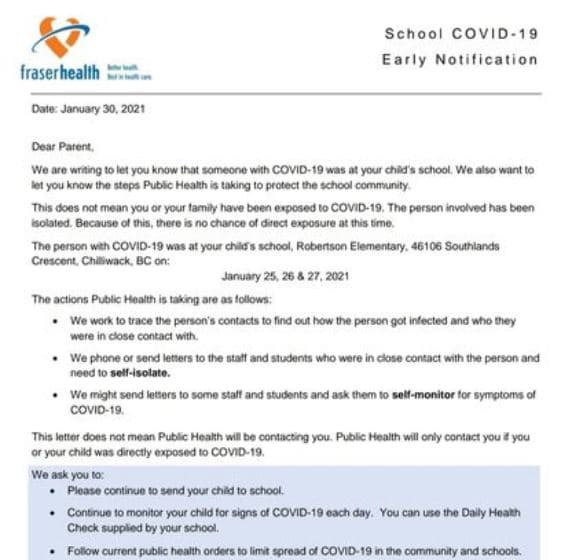 School COVID-19
Early Notification
fraserhealth
Better health.
Best in health care.
Date: January 30, 2021
Dear Parent,
We are writing to let you know that someone with COVID-19 was at your child's school. We also want to
let you know the steps Public Health is taking to protect the school community.
This does not mean you or your family have been exposed to COVID-19. The person involved has been
isolated. Because of this, there is no chance of direct exposure at this time.
The person with COVID-19 was at your child's school, Robertson Elementary, 46106 Southlands
Crescent, Chilliwack, BC on:
January 25, 26 & 27, 2021
The actions Public Health is taking are as follows:
• We work to trace the person's contacts to find out how the person got infected and who they
were in close contact with.
• We phone or send letters to the staff and students who were in close contact with the person and
need to self-isolate.
• We might send letters to some staff and students and ask them to self-monitor for symptoms of
COVID-19.
This letter does not mean Public Health will be contacting you. Public Health will only contact you if you
or your child was directly exposed to COVID-19.
We ask you to:
• Please continue to send your child to school.
• Continue to monitor your child for signs of COVID-19 each day. You can use the Daily Health
Check supplied by your school.
• Follow current public health orders to limit spread of COVID-19 in the community and schools.